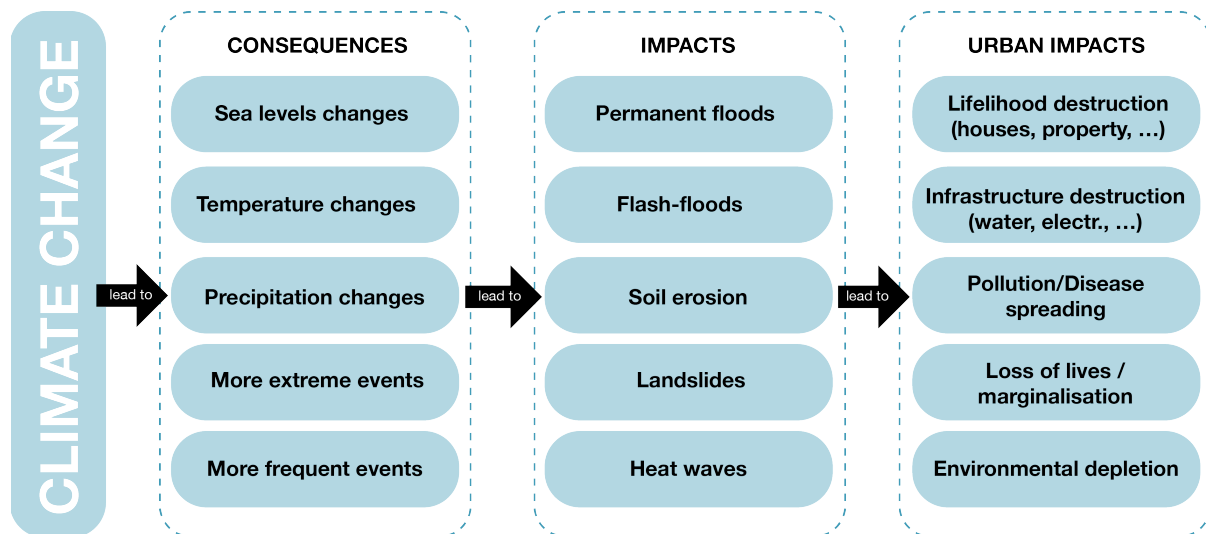 CLIMATE CHANGE
lead to
CONSEQUENCES
Sea levels changes
Temperature changes
Precipitation changes
More extreme events
More frequent events
lead to
IMPACTS
Permanent floods
Flash-floods
Soil erosion
Landslides
Heat waves
lead to
URBAN IMPACTS
Lifelihood destruction
(houses, property, …)
Infrastructure destruction
(water, electr., …)
Pollution/Disease
spreading
Loss of lives /
marginalisation
Environmental depletion